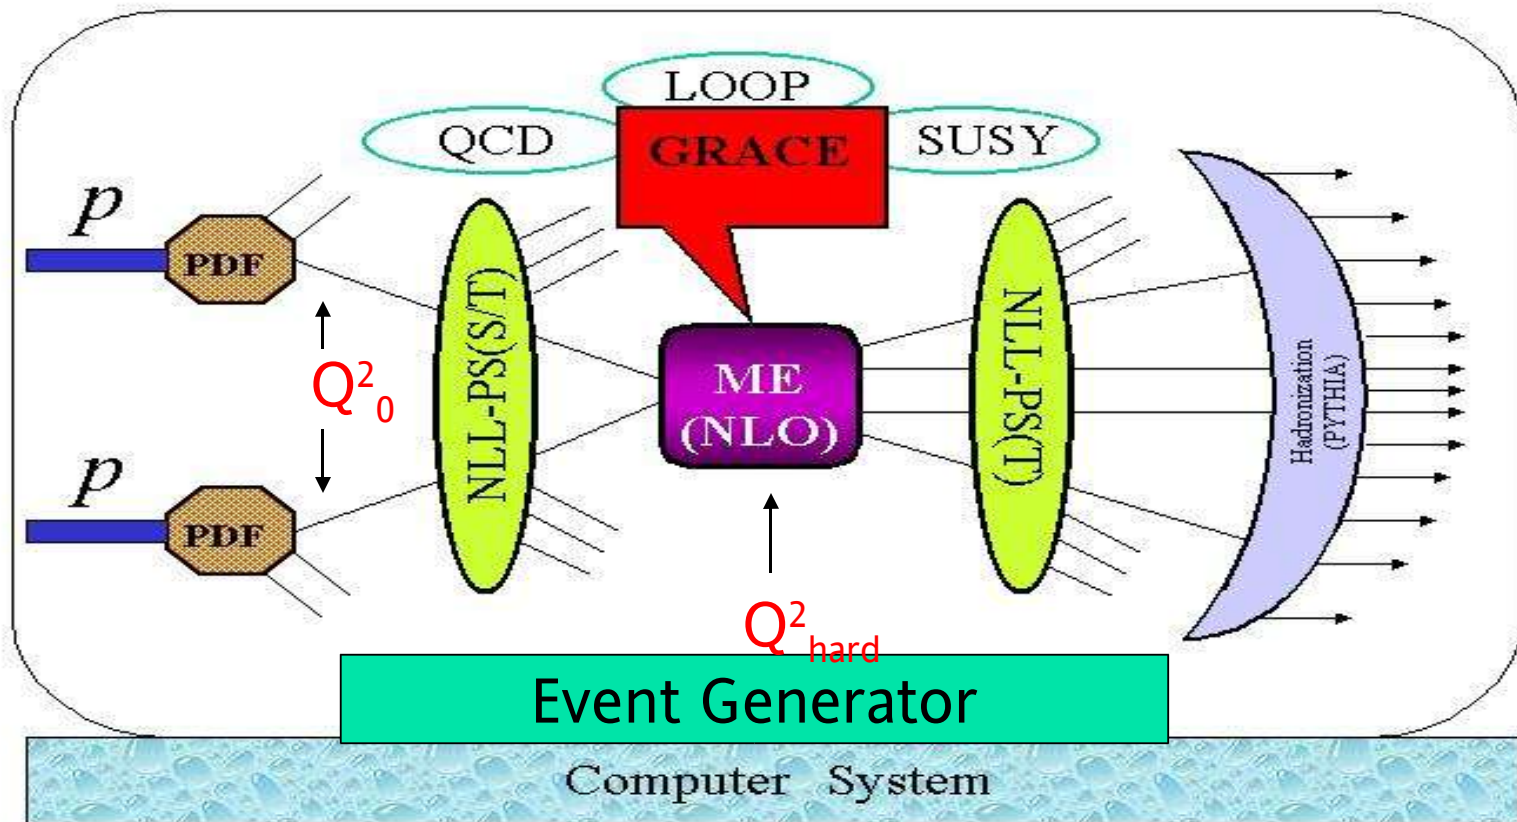 LOOP
QCD
SUSY
GRACE
p
PDF
NLL-PS(S/T)
ME
(NLO)
NLL-PS(T)
Hadronization
(PYTHIA)
Q²₀
p
PDF
Q²hard
Event Generator
Computer System